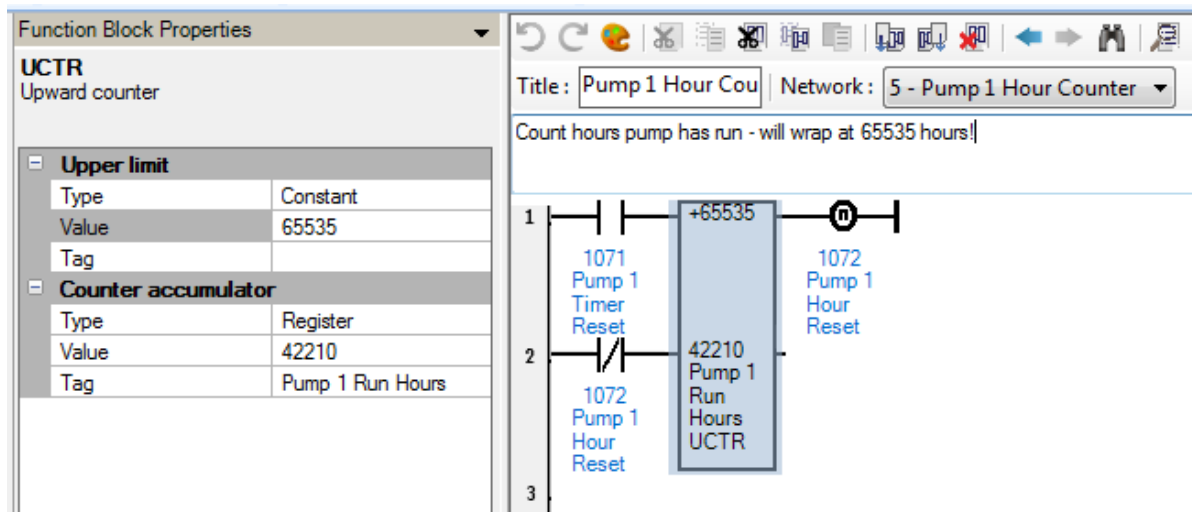 Function Block Properties
UCTR
Upward counter
Upper limit
Type Constant
Value 65535
Tag
Counter accumulator
Type Register
Value 42210
Tag Pump 1 Run Hours
Title : Pump 1 Hour Cou Network : 5 - Pump 1 Hour Counter
Count hours pump has run - will wrap at 65535 hours!
1
+65535
n
1071
Pump 1
Timer
Reset
1072
Pump 1
Hour
Reset
2
1072
Pump 1
Hour
Reset
42210
Pump 1
Run
Hours
UCTR
3